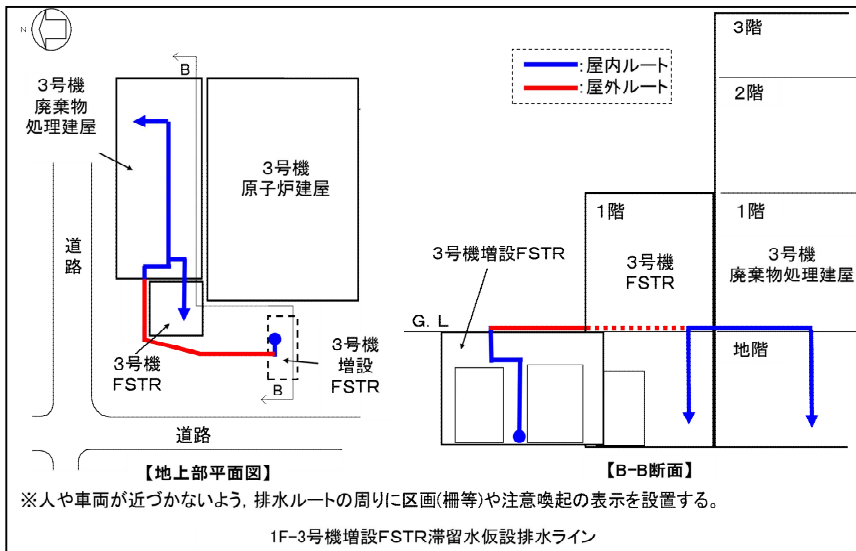 N
B
3号機
廃棄物
処理建屋
3号機
原子炉建屋
道路
3号機
FSTR
3号機
増設
FSTR
B
道路
【地上部平面図】
:屋内ルート
:屋外ルート
3階
2階
1階
1階
3号機増設FSTR
3号機
FSTR
3号機
廃棄物処理建屋
G.L
地階
【B-B断面】
※人や車両が近づかないよう，排水ルートの周りに区画(柵等)や注意喚起の表示を設置する。
1F-3号機増設FSTR滞留水仮設排水ライン